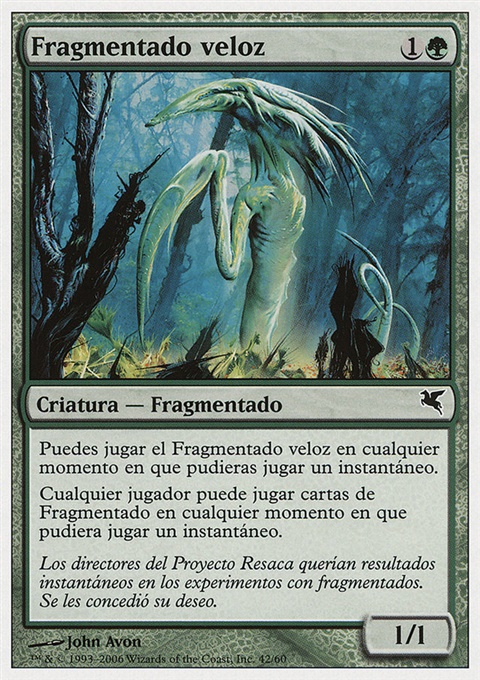 Fragmentado veloz 1
Criatura — Fragmentado
Puedes jugar el Fragmentado veloz en cualquier
momento en que pudieras jugar un instantáneo.
Cualquier jugador puede jugar cartas de
Fragmentado en cualquier momento en que
pudiera jugar un instantáneo.
Los directores del Proyecto Resaca querían resultados
instantáneos en los experimentos con fragmentados.
Se les concedió su deseo.
John Avon
1/1
™ & © 1993–2006 Wizards of the Coast, Inc. 42/60